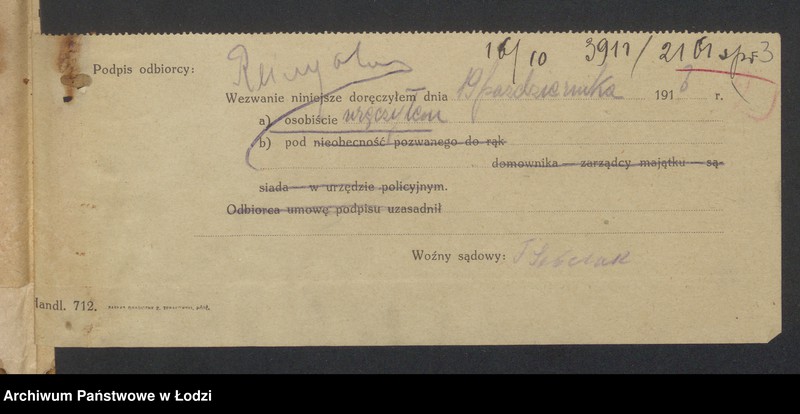 16/10 3911/21 61 spr 3
Podpis odbiorcy:
Wezwanie niniejsze doręczyłem dnia 19 października 1918 r.
a) osobiście wręczyłem
b) pod nieobecność pozwanego do rąk
domownika — zarządcy majątku — są-
siada — w urzędzie policyjnym.
Odbiorca umowę podpisu uzasadnił
Woźny sądowy:
Handl. 712.
Archiwum Państwowe w Łodzi